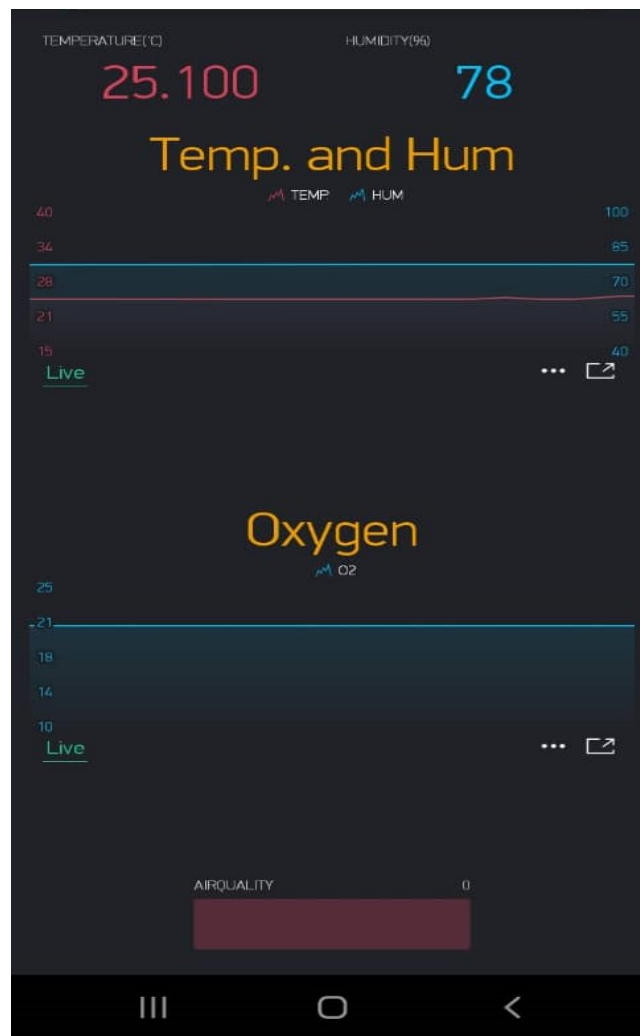 TEMPERATURE(°C) HUMIDITY(%)
25.100 78
Temp. and Hum
TEMP HUM
40 100
34 85
28 70
21 55
15 40
Live
Oxygen
O2
25
21
18
14
10
Live
AIRQUALITY 0